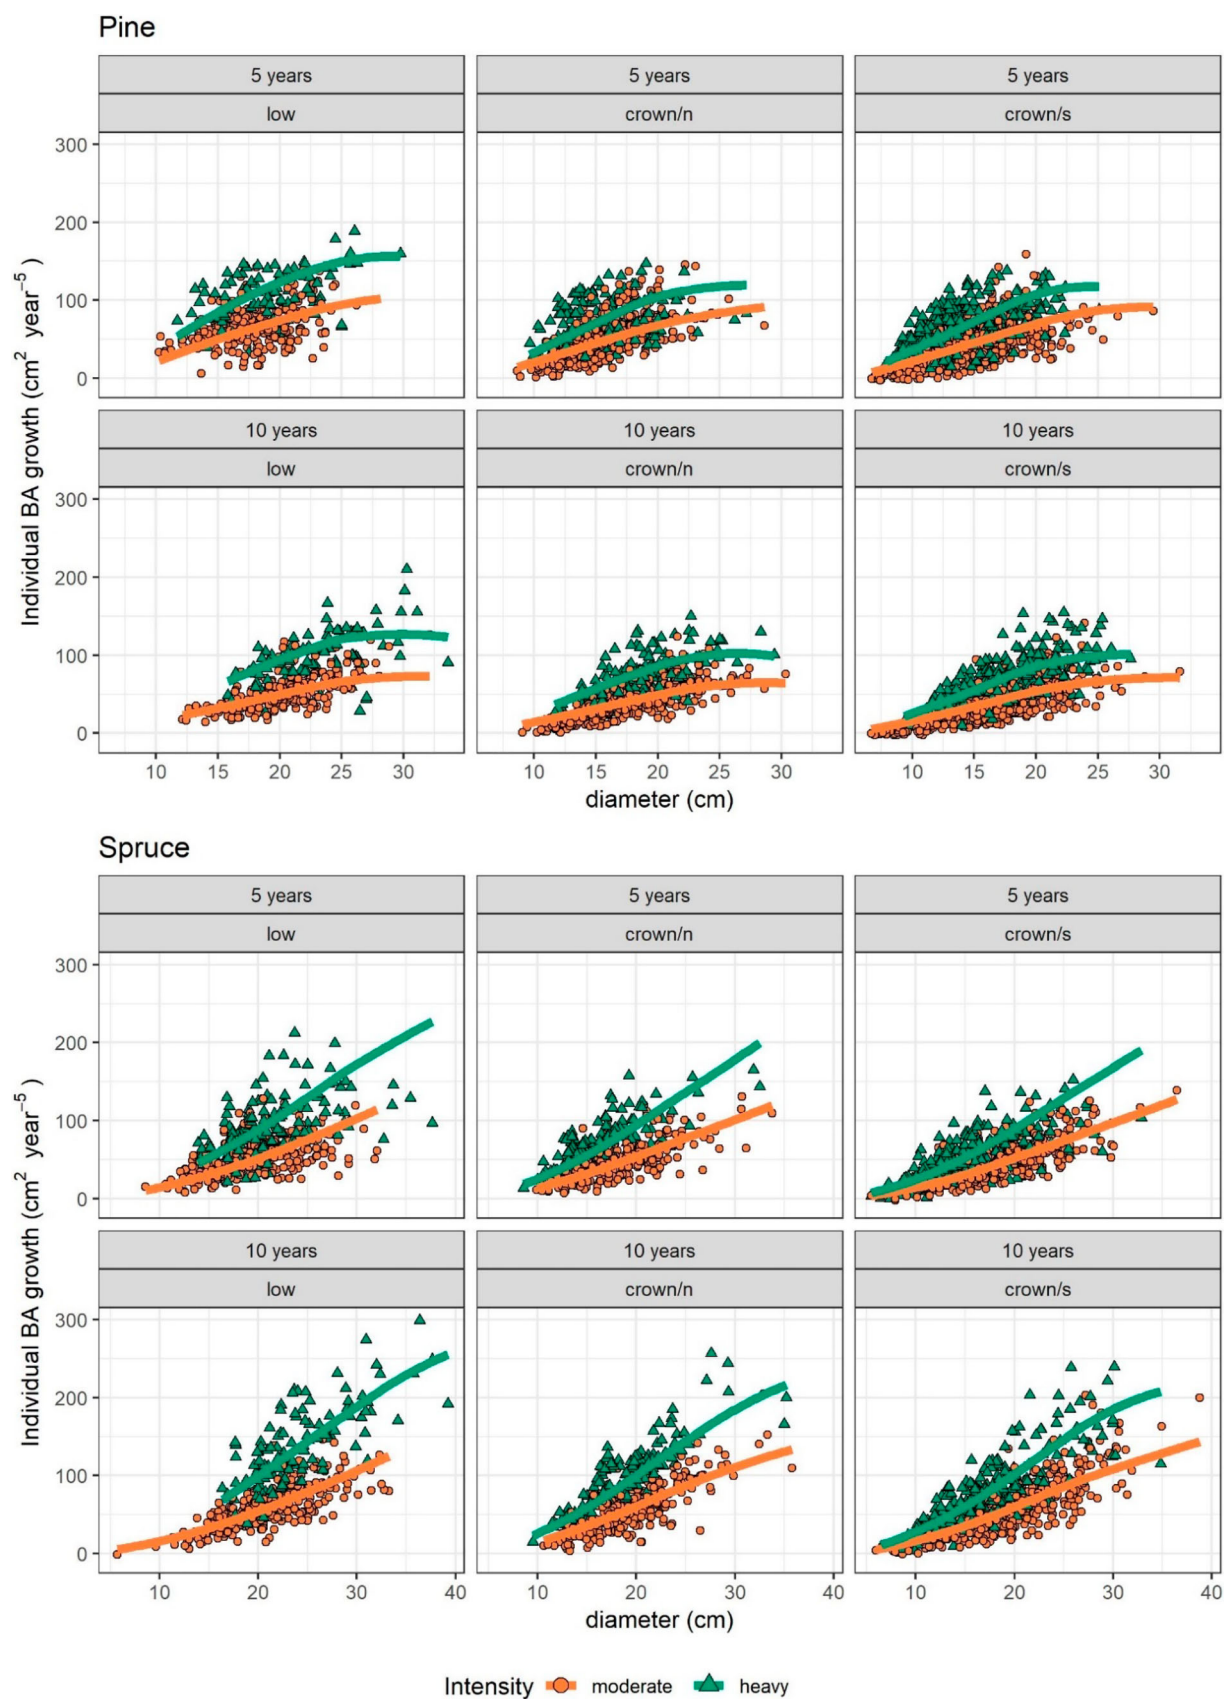 Pine
5 years 5 years 5 years
low crown/n crown/s
300
200
100
0
10 years 10 years 10 years
low crown/n crown/s
300
200
100
0
10 15 20 25 30 10 15 20 25 30 10 15 20 25 30
diameter (cm)
Individual BA growth (cm² year⁻⁵)
Spruce
5 years 5 years 5 years
low crown/n crown/s
300
200
100
0
10 years 10 years 10 years
low crown/n crown/s
300
200
100
0
10 20 30 40 10 20 30 40 10 20 30 40
diameter (cm)
Individual BA growth (cm² year⁻⁵)
Intensity moderate heavy